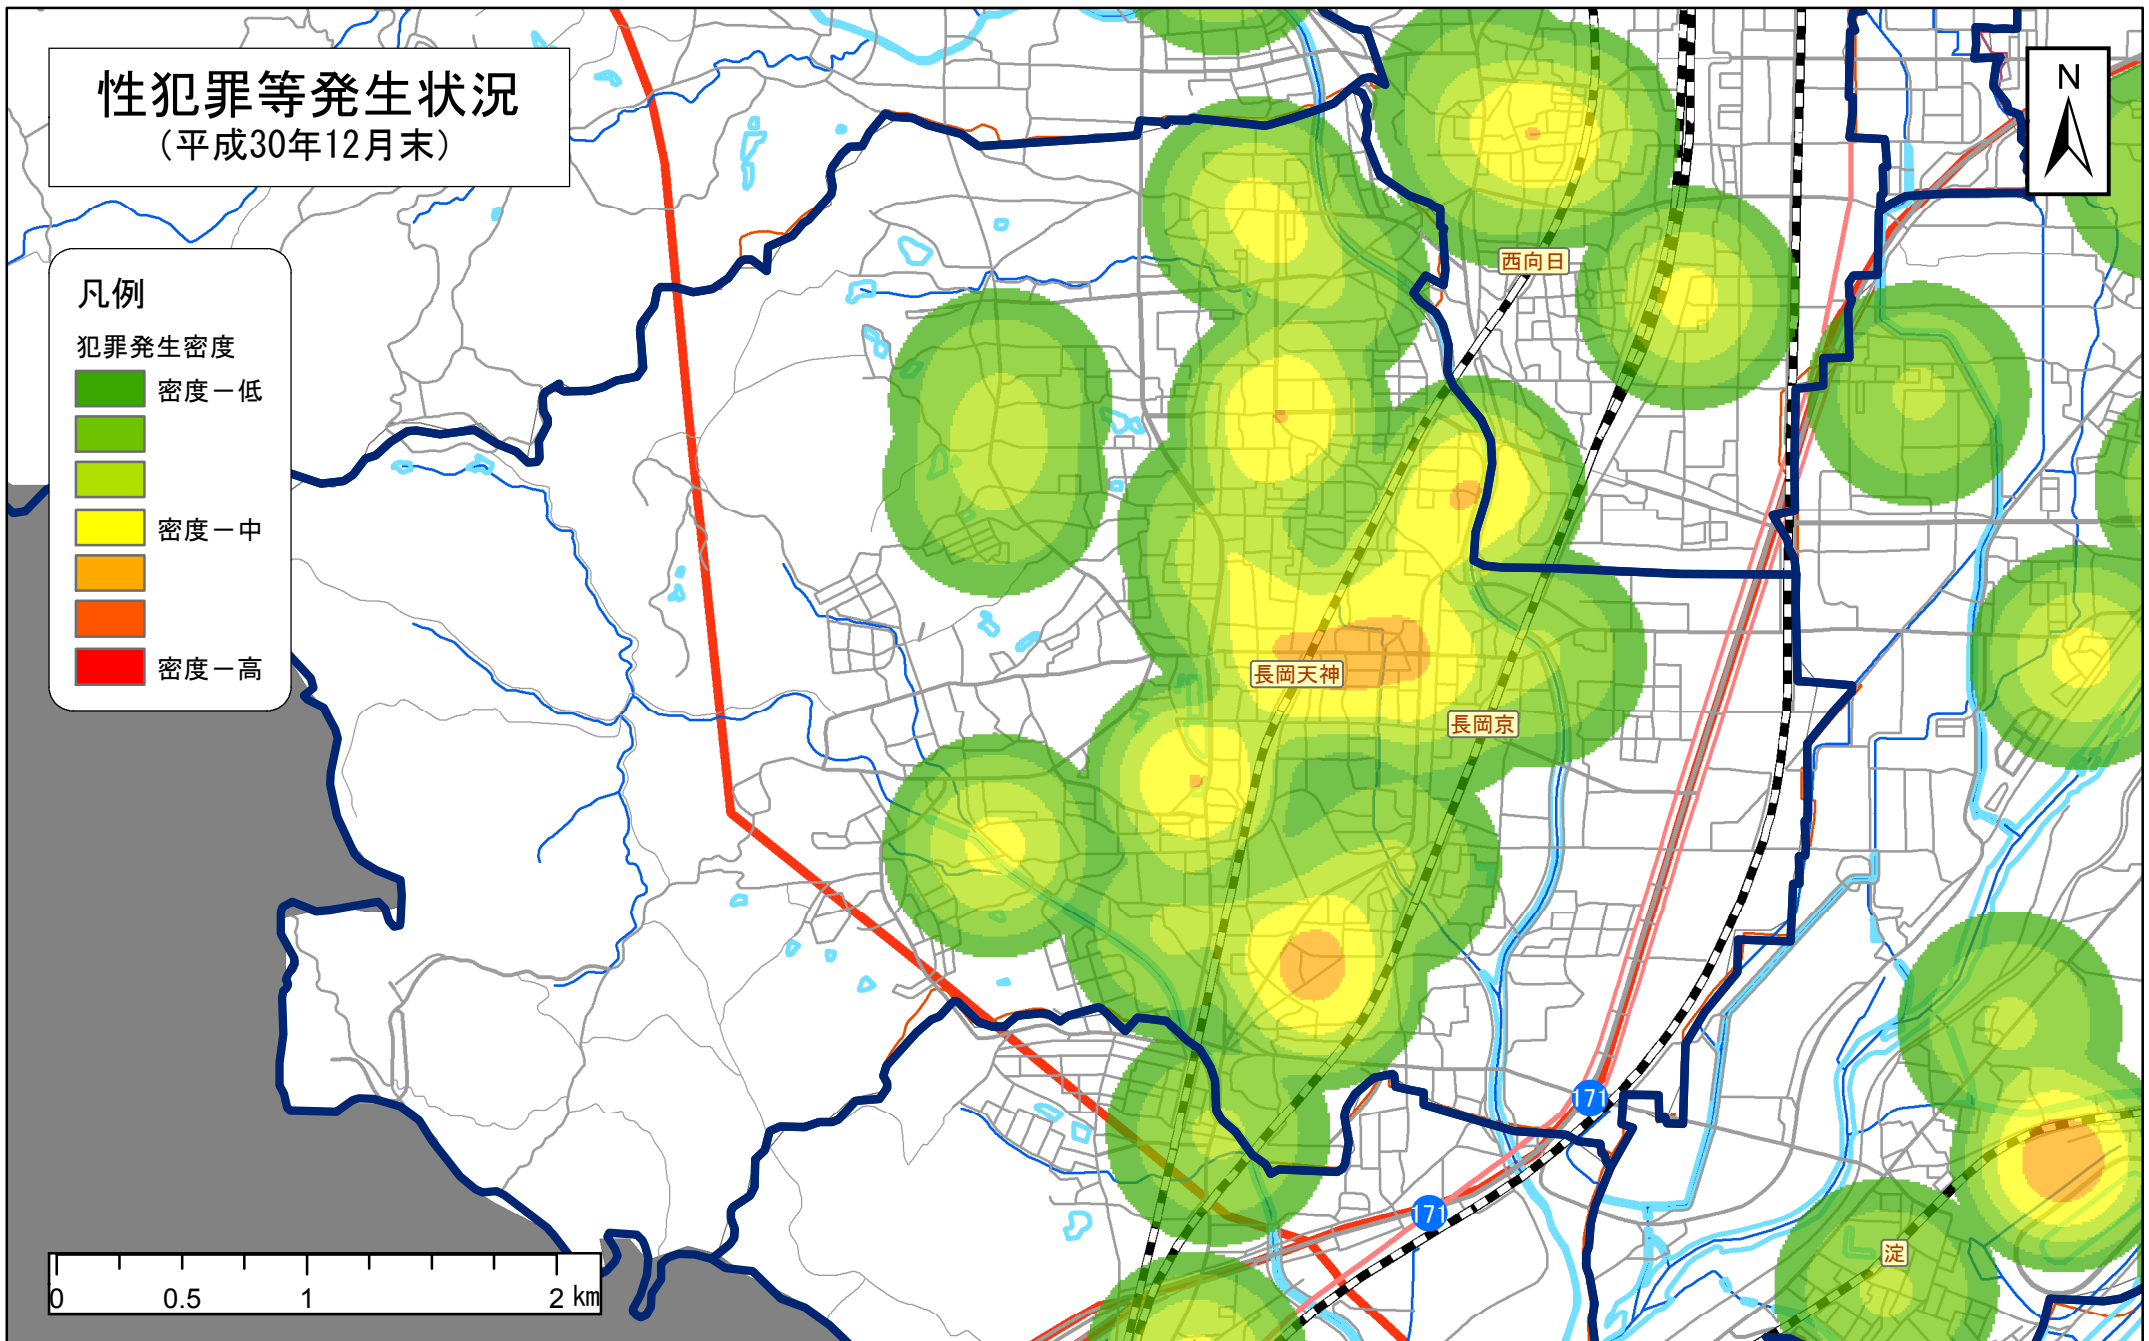 性犯罪等発生状況
（平成30年12月末）
N
凡例
犯罪発生密度
密度－低
密度－中
密度－高
西向日
長岡天神
長岡京
171
171
淀
0 0.5 1 2 km